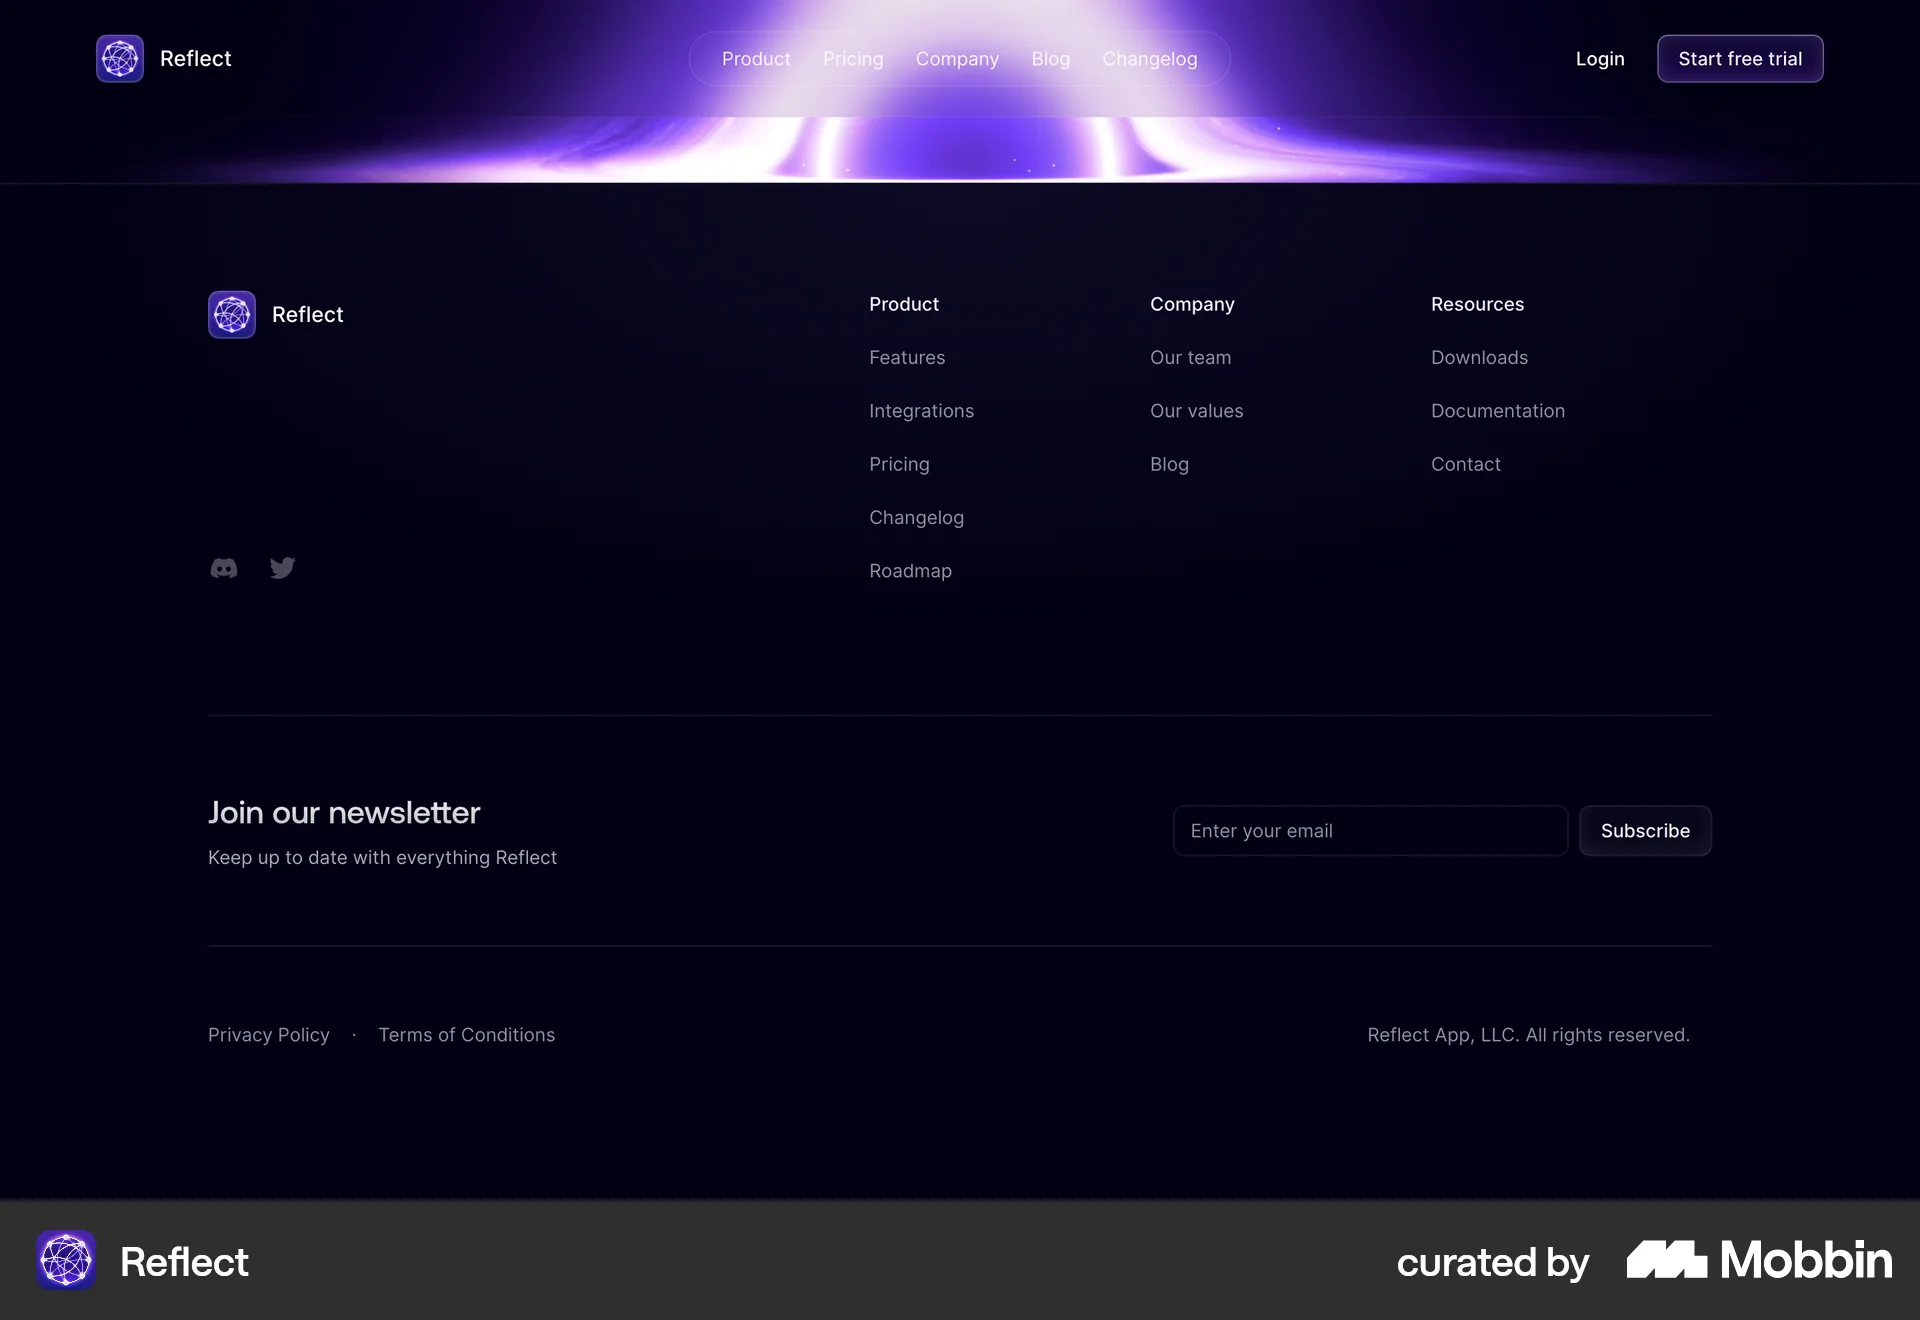 Reflect
Product Pricing Company Blog Changelog
Login
Start free trial
Reflect
Product
Features
Integrations
Pricing
Changelog
Roadmap
Company
Our team
Our values
Blog
Resources
Downloads
Documentation
Contact
Join our newsletter
Keep up to date with everything Reflect
Enter your email
Subscribe
Privacy Policy · Terms of Conditions
Reflect App, LLC. All rights reserved.
Reflect
curated by Mobbin